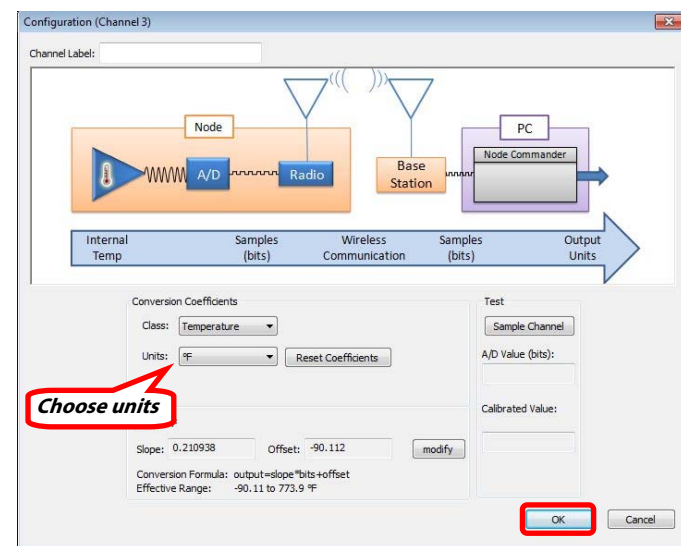 Configuration (Channel 3)
Channel Label:
Node
PC
Node Commander
A/D
Radio
Base
Station
Internal
Temp
Samples
(bits)
Wireless
Communication
Samples
(bits)
Output
Units
Conversion Coefficients
Class: Temperature
Units: ºF
Reset Coefficients
Choose units
Slope: 0.210938
Offset: -90.112
modify
Conversion Formula: output=slope*bits+offset
Effective Range: -90.11 to 773.9 ºF
Test
Sample Channel
A/D Value (bits):
Calibrated Value:
OK
Cancel